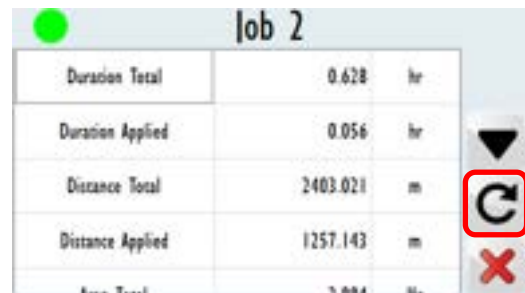 Job 2
Duration Total 0.628 hr
Duration Applied 0.056 hr
Distance Total 2403.021 m
Distance Applied 1257.143 m
Total